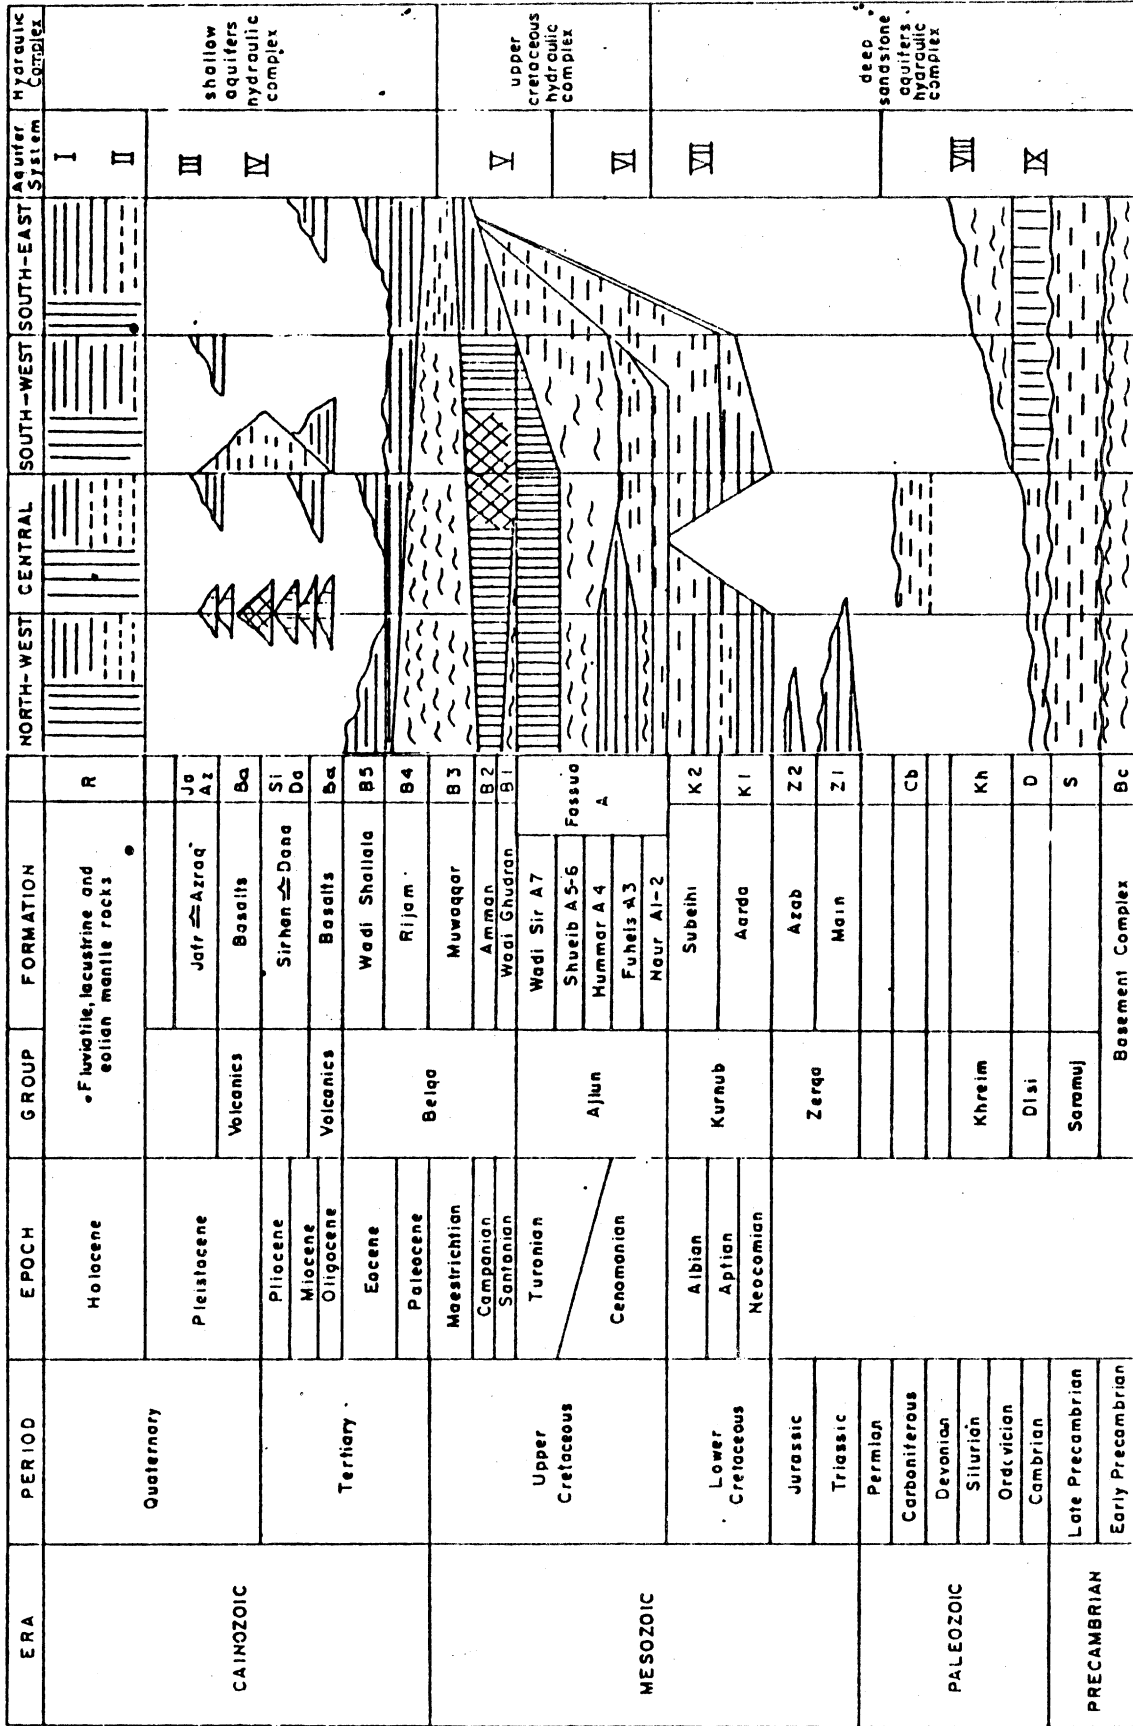 ERA
PERIOD
EPOCH
GROUP
FORMATION
NORTH-WEST
CENTRAL
SOUTH-WEST
SOUTH-EAST
Aquifer
System
Hydraulic
Complex
CAINOZOIC
MESOZOIC
PALEOZOIC
PRECAMBRIAN
Quaternary
Tertiary
Upper
Cretaceous
Lower
Cretaceous
Jurassic
Triassic
Permian
Carboniferous
Devonian
Silurian
Ordovician
Cambrian
Late Precambrian
Early Precambrian
Holocene
Pleistocene
Pliocene
Miocene
Oligocene
Eocene
Paleocene
Maestrichtian
Campanian
Santonian
Turonian
Cenomanian
Albian
Aptian
Neocomian
Fluviatile, lacustrine and
eolian mantle rocks
Volcanics
Volcanics
Belqa
Ajlun
Kurnub
Zerqa
Khreim
Disi
Saramuj
Basement Complex
Jafr Azraq
Basalts
Sirhan Dana
Basalts
Wadi Shallala
Rijam
Muwaqqar
Amman
Wadi Ghudran
Wadi Sir A7
Shueib A5-6
Hummar A4
Fuheis A3
Naur A1-2
Fassua
A
Subeihi
Aarda
Azab
Main
R
Ja
Az
Ba
Si
Da
Ba
B5
B4
B3
B2
B1
K2
K1
Z2
Z1
Cb
Kh
D
S
Bc
I
II
III
IV
V
VI
VII
VIII
IX
shallow
aquifers
hydraulic
complex
upper
cretaceous
hydraulic
complex
deep
sandstone
aquifers
hydraulic
complex